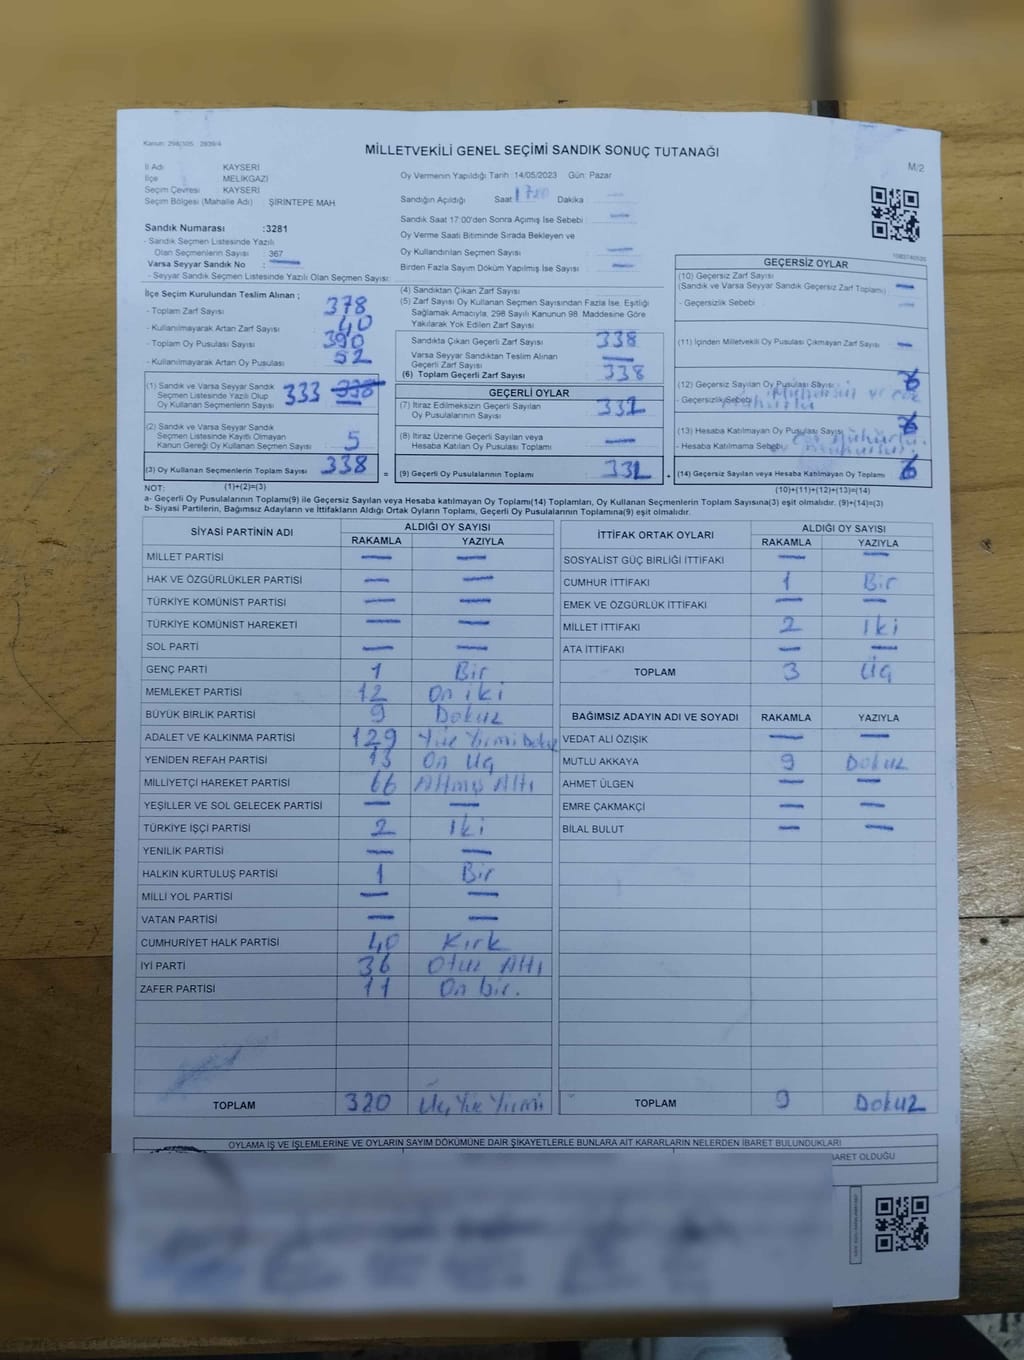 Kanun: 298/105 2839/4
MİLLETVEKİLİ GENEL SEÇİMİ SANDIK SONUÇ TUTANAĞI
M/2
İl Adı KAYSERİ
İlçe MELİKGAZİ
Seçim Çevresi : KAYSERİ
Seçim Bölgesi (Mahalle Adı) : ŞİRİNTEPE MAH
Sandık Numarası :3281
- Sandık Seçmen Listesinde Yazılı
Olan Seçmenlerin Sayısı : 367
Varsa Seyyar Sandık No : —
- Seyyar Sandık Seçmen Listesinde Yazılı Olan Seçmen Sayısı:
Oy Vermenin Yapıldığı Tarih :14/05/2023 Gün: Pazar
Sandığın Açıldığı Saat Dakika
Sandık Saat 17:00'den Sonra Açımış İse Sebebi —
Oy Verme Saati Bitiminde Sırada Bekleyen ve
Oy Kullandırılan Seçmen Sayısı —
Birden Fazla Sayım Döküm Yapılmış İse Sayısı —
İlçe Seçim Kurulundan Teslim Alınan ;
- Toplam Zarf Sayısı 378
- Kullanılmayarak Artan Zarf Sayısı 40
- Toplam Oy Pusulası Sayısı 390
- Kullanılmayarak Artan Oy Pusulası 52
(1) Sandık ve Varsa Seyyar Sandık
Seçmen Listesinde Yazılı Olup
Oy Kullanan Seçmenlerin Sayısı 333 338
(2) Sandık ve Varsa Seyyar Sandık
Seçmen Listesinde Kayıtlı Olmayan
Kanun Gereği Oy Kullanan Seçmenlerin Sayısı 5
(3) Oy Kullanan Seçmenlerin Toplam Sayısı 338 =
(4) Sandıktan Çıkan Zarf Sayısı
(5) Zarf Sayısı Oy Kullanan Seçmen Sayısından Fazla İse, Eşitliği
Sağlamak Amacıyla, 298 Sayılı Kanunun 98. Maddesine Göre
Yakılarak Yok Edilen Zarf Sayısı
Sandıkta Çıkan Geçerli Zarf Sayısı 338
Varsa Seyyar Sandıktan Teslim Alınan
Geçerli Zarf Sayısı —
(6) Toplam Geçerli Zarf Sayısı 338
GEÇERLİ OYLAR
(7) İtiraz Edilmeksizin Geçerli Sayılan
Oy Pusulalarının Sayısı 332
(8) İtiraz Üzerine Geçerli Sayılan veya
Hesaba Katılan Oy Pusulası Sayısı —
(9) Geçerli Oy Pusulalarının Toplamı 332 +
GEÇERSİZ OYLAR
(10) Geçersiz Zarf Sayısı
(Sandık ve Varsa Seyyar Sandık Geçersiz Zarf Toplamı) —
- Geçersizlik Sebebi
(11) İçinden Milletvekili Oy Pusulası Çıkmayan Zarf Sayısı —
(12) Geçersiz Sayılan Oy Pusulası Sayısı
- Geçersizlik Sebebi
(13) Hesaba Katılmayan Oy Pusulası Sayısı
- Hesaba Katılmama Sebebi
(14) Geçersiz Sayılan veya Hesaba Katılmayan Oy Toplamı 6
NOT: (1)+(2)=(3) (10)+(11)+(12)+(13)=(14)
a- Geçerli Oy Pusulalarının Toplamı(9) ile Geçersiz Sayılan veya Hesaba katılmayan Oy Toplamı(14) Toplamları, Oy Kullanan Seçmenlerin Toplam Sayısına(3) eşit olmalıdır. (9)+(14)=(3)
b- Siyasi Partilerin, Bağımsız Adayların ve İttifakların Aldığı Ortak Oyların Toplamı, Geçerli Oy Pusulalarının Toplamına(9) eşit olmalıdır.
SİYASİ PARTİNİN ADI ALDIĞI OY SAYISI
RAKAMLA YAZIYLA
MİLLET PARTİSİ — —
HAK VE ÖZGÜRLÜKLER PARTİSİ — —
TÜRKİYE KOMÜNİST PARTİSİ — —
TÜRKİYE KOMÜNİST HAREKETİ — —
SOL PARTİ — —
GENÇ PARTİ 1 Bir
MEMLEKET PARTİSİ 12 On iki
BÜYÜK BİRLİK PARTİSİ 9 Dokuz
ADALET VE KALKINMA PARTİSİ 129 Yüz Yirmi Dokuz
YENİDEN REFAH PARTİSİ 13 On Üç
MİLLİYETÇİ HAREKET PARTİSİ 66 Altmış Altı
YEŞİLLER VE SOL GELECEK PARTİSİ — —
TÜRKİYE İŞÇİ PARTİSİ 2 İki
YENİLİK PARTİSİ — —
HALKIN KURTULUŞ PARTİSİ 1 Bir
MİLLİ YOL PARTİSİ — —
VATAN PARTİSİ — —
CUMHURİYET HALK PARTİSİ 40 Kırk
İYİ PARTİ 36 Otuz Altı
ZAFER PARTİSİ 11 On bir.
TOPLAM 320 Üç Yüz Yirmi
İTTİFAK ORTAK OYLARI ALDIĞI OY SAYISI
RAKAMLA YAZIYLA
SOSYALİST GÜÇ BİRLİĞİ İTTİFAKI — —
CUMHUR İTTİFAKI 1 Bir
EMEK VE ÖZGÜRLÜK İTTİFAKI — —
MİLLET İTTİFAKI 2 İki
ATA İTTİFAKI — —
TOPLAM 3 Üç
BAĞIMSIZ ADAYIN ADI VE SOYADI RAKAMLA YAZIYLA
VEDAT ALİ ÖZIŞIK — —
MUTLU AKKAYA 9 Dokuz
AHMET ÜLGEN — —
EMRE ÇAKMAKÇİ — —
BİLAL BULUT — —
TOPLAM 9 Dokuz
OYLAMA İŞ VE İŞLEMLERİNE VE OYLARIN SAYIM DÖKÜMÜNE DAİR ŞİKAYETLERLE BUNLARA AİT KARARLARIN NELERDEN İBARET BULUNDUKLARI
BARET OLDUĞU